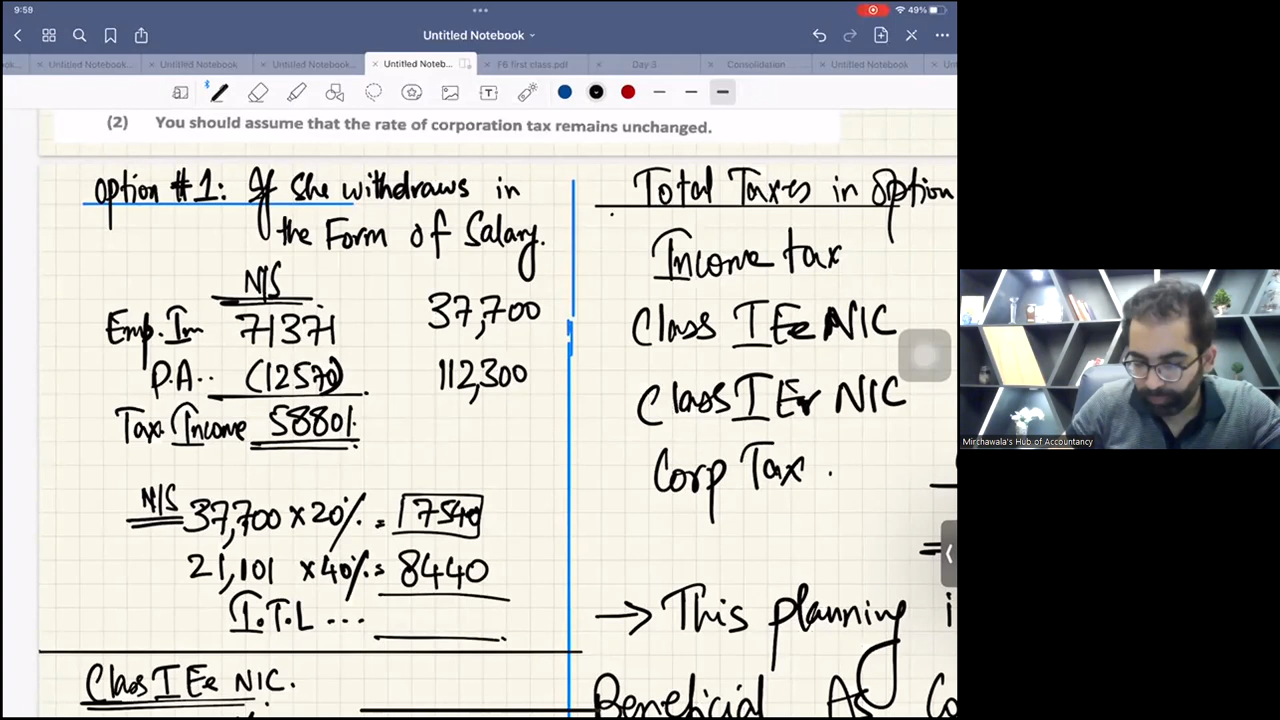 9:59
49%
Untitled Notebook
Untitled Notebook...
Untitled Notebook
Untitled Notebook
Untitled Noteb...
F6 first class.pdf
Day 3
Consolidation
Untitled Notebook
(2) You should assume that the rate of corporation tax remains unchanged.
Option #1: If She withdraws in
the Form of Salary.
N/S
Emp. Im 71371
P.A.. (12570)
Tax. Income 58801.
37,700
112,300
N/S 37,700 x 20% = 17540
21,101 x 40% = 8440
I.T.L ...
Class I Ee NIC.
Total Taxes in option
Income tax
Class I Ee NIC
Class I Er NIC
Corp Tax.
→ This planning i
Beneficial As Co
Mirchawala's Hub of Accountancy